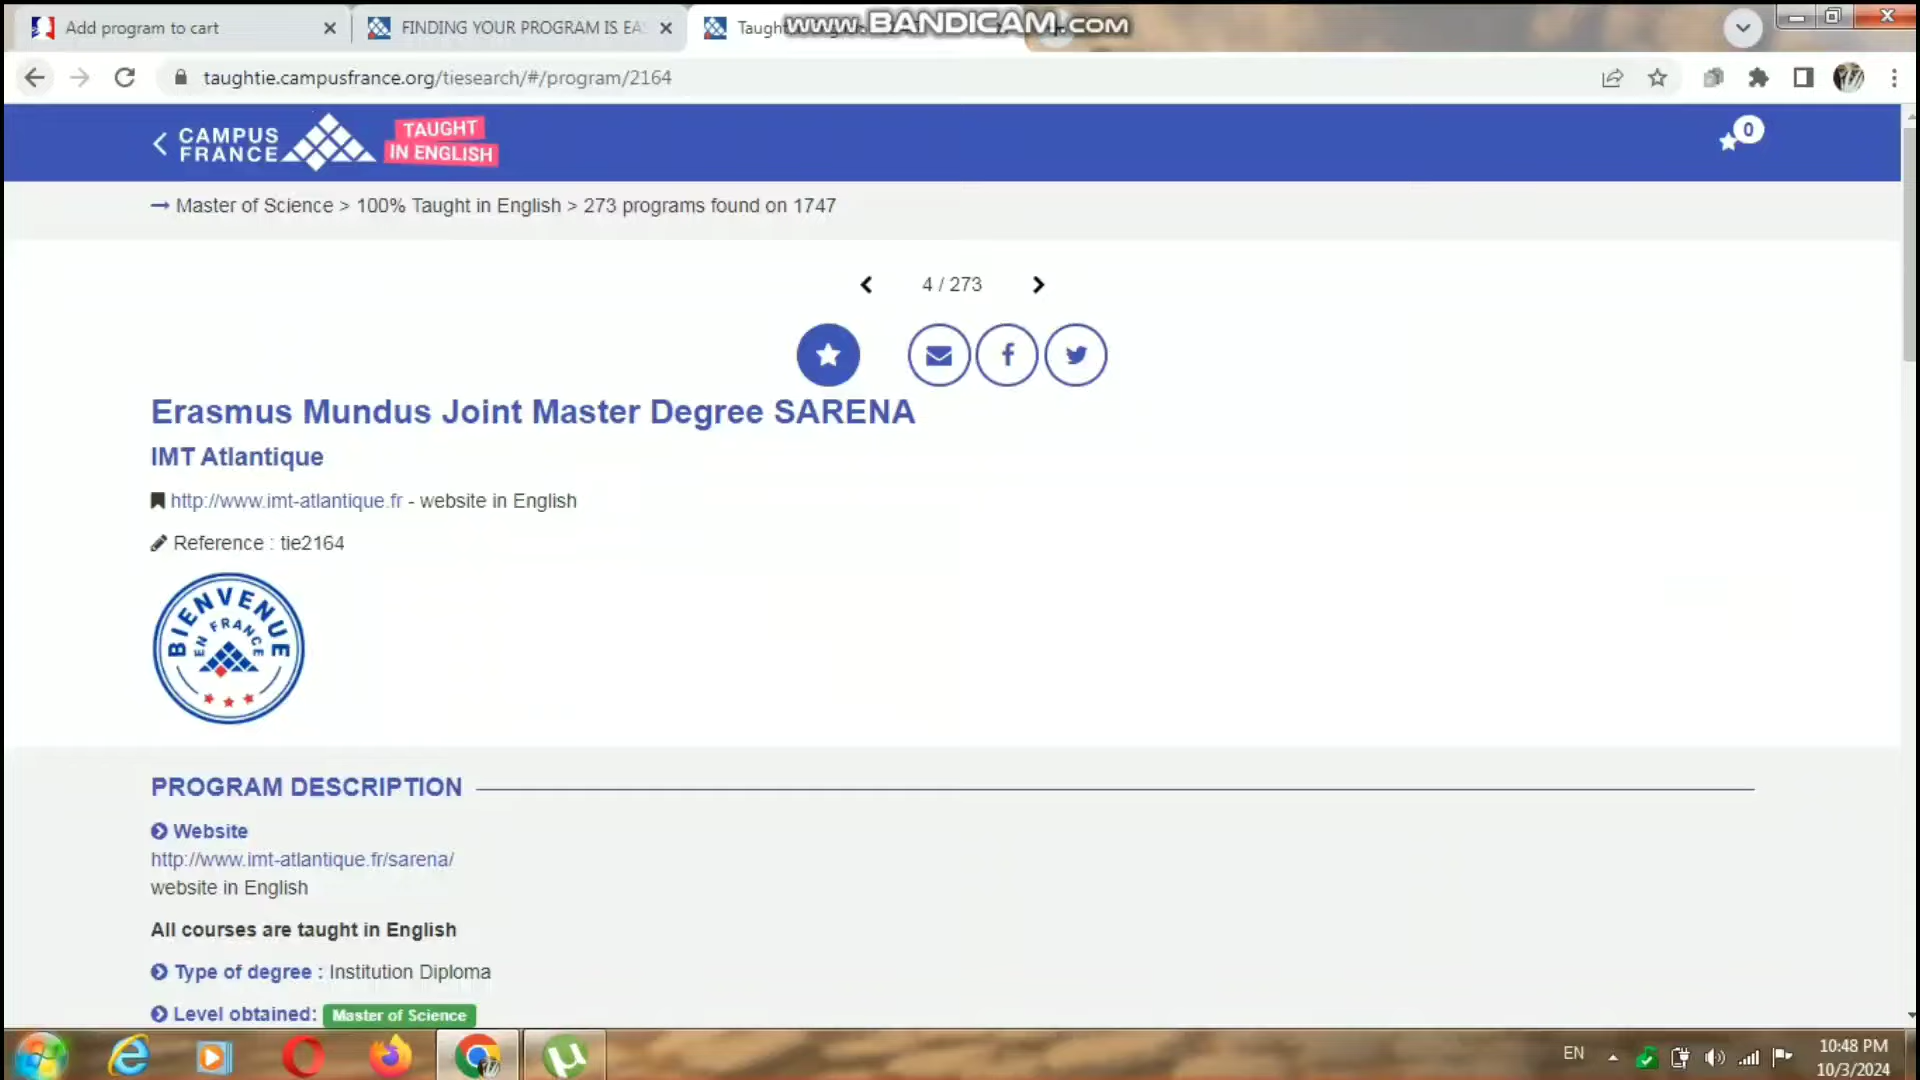 Add program to cart
FINDING YOUR PROGRAM IS EA
Taught
www.BANDICAM.com
taughtie.campusfrance.org/tiesearch/#/program/2164
CAMPUS
FRANCE
TAUGHT
IN ENGLISH
0
Master of Science > 100% Taught in English > 273 programs found on 1747
4 / 273
Erasmus Mundus Joint Master Degree SARENA
IMT Atlantique
http://www.imt-atlantique.fr - website in English
Reference : tie2164
BIENVENUE
EN FRANCE
PROGRAM DESCRIPTION
Website
http://www.imt-atlantique.fr/sarena/
website in English
All courses are taught in English
Type of degree : Institution Diploma
Level obtained: Master of Science
EN
10:48 PM
10/3/2024